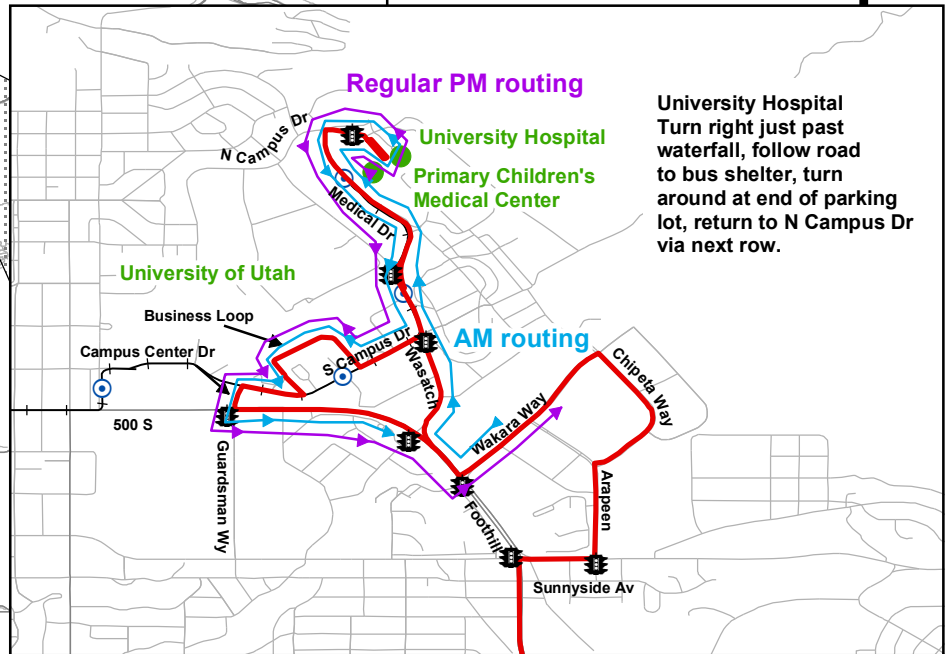 Regular PM routing
N Campus Dr
University Hospital
Primary Children's
Medical Center
Medical Dr
University Hospital
Turn right just past
waterfall, follow road
to bus shelter, turn
around at end of parking
lot, return to N Campus Dr
via next row.
University of Utah
Business Loop
Campus Center Dr
S Campus Dr
AM routing
Wasatch
Chipeta Way
Wakara Way
500 S
Guardsman Wy
Foothill
Arapeen
Sunnyside Av